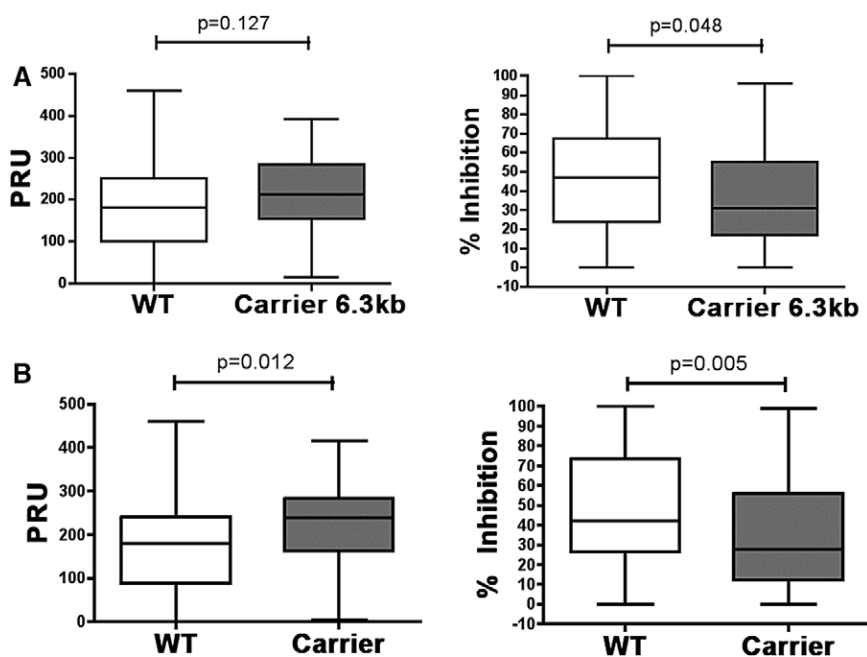 A
p=0.127
PRU
500
400
300
200
100
0
WT Carrier 6.3kb
p=0.048
% Inhibition
100
90
80
70
60
50
40
30
20
10
0
-10
WT Carrier 6.3kb
B
p=0.012
PRU
500
400
300
200
100
0
WT Carrier
p=0.005
% Inhibition
100
90
80
70
60
50
40
30
20
10
0
-10
WT Carrier